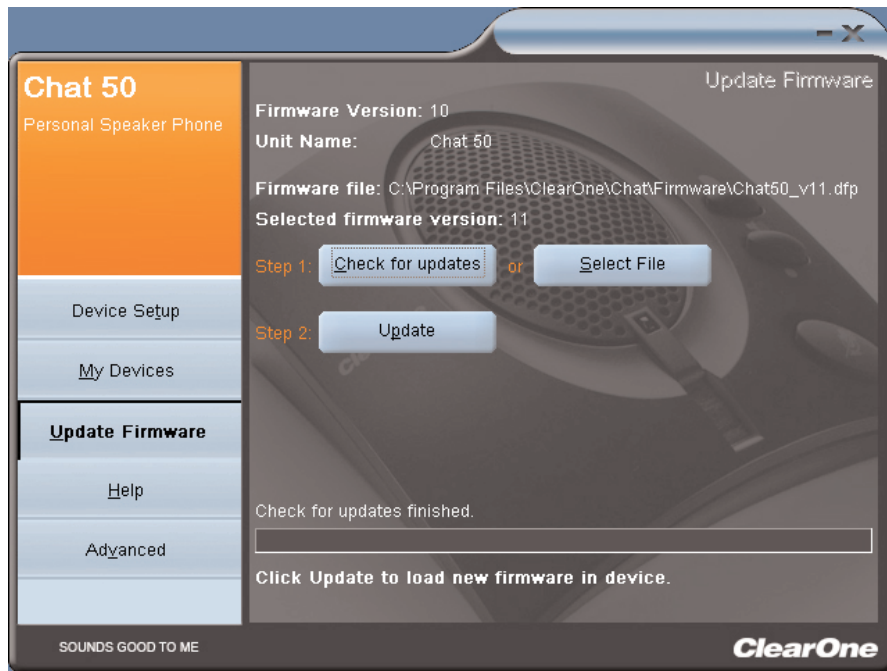 Chat 50
Personal Speaker Phone
Update Firmware
Firmware Version: 10
Unit Name: Chat 50
Firmware file: C:\Program Files\ClearOne\Chat\Firmware\Chat50_v11.dfp
Selected firmware version: 11
Step 1: Check for updates or Select File
Step 2: Update
Device Setup
My Devices
Update Firmware
Help
Advanced
ClearOne
Check for updates finished.
Click Update to load new firmware in device.
SOUNDS GOOD TO ME
ClearOne